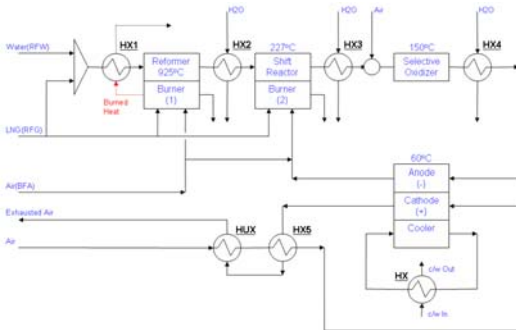 H2O
H2O
Air
H2O
Water(RFW)
HX1
HX2
227ºC
HX3
150ºC
HX4
Reformer
925ºC
Shift
Reactor
Selective
Oxdizer
Burner
(1)
Burner
(2)
Burned
Heat
LNG(RFG)
60ºC
Air(BFA)
Anode
(-)
Exhausted Air
Cathode
(+)
HUX
HX5
Air
Cooler
HX
c/w Out
c/w In